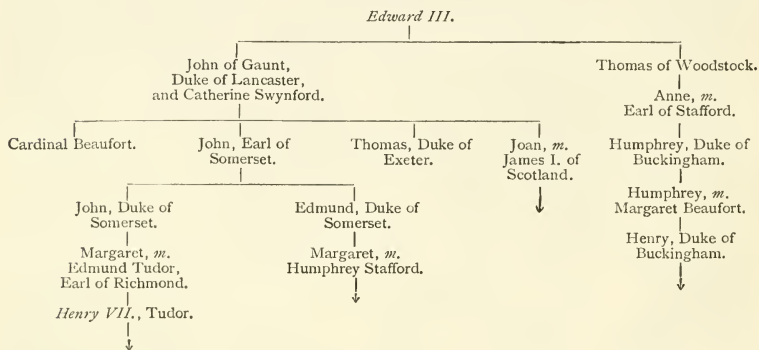 Edward III.
John of Gaunt,
Duke of Lancaster,
and Catherine Swynford.
Thomas of Woodstock.
Anne, m.
Earl of Stafford.
Cardinal Beaufort.
John, Earl of
Somerset.
Thomas, Duke of
Exeter.
Joan, m.
James I. of
Scotland.
Humphrey, Duke of
Buckingham.
Humphrey, m.
Margaret Beaufort.
Henry, Duke of
Buckingham.
John, Duke of
Somerset.
Edmund, Duke of
Somerset.
Margaret, m.
Edmund Tudor,
Earl of Richmond.
Margaret, m.
Humphrey Stafford.
Henry VII., Tudor.